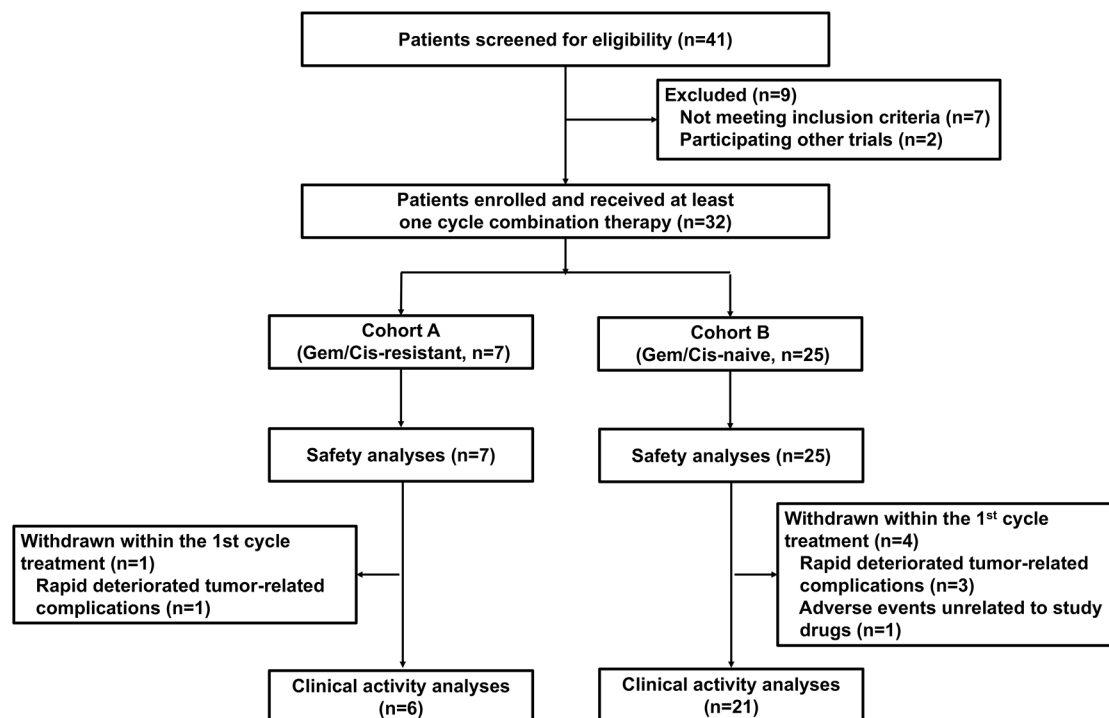 Patients screened for eligibility (n=41)
Excluded (n=9)
Not meeting inclusion criteria (n=7)
Participating other trials (n=2)
Patients enrolled and received at least
one cycle combination therapy (n=32)
Cohort A
(Gem/Cis-resistant, n=7)
Cohort B
(Gem/Cis-naive, n=25)
Safety analyses (n=7)
Safety analyses (n=25)
Withdrawn within the 1st cycle
treatment (n=1)
Rapid deteriorated tumor-related
complications (n=1)
Withdrawn within the 1st cycle
treatment (n=4)
Rapid deteriorated tumor-related
complications (n=3)
Adverse events unrelated to study
drugs (n=1)
Clinical activity analyses
(n=6)
Clinical activity analyses
(n=21)